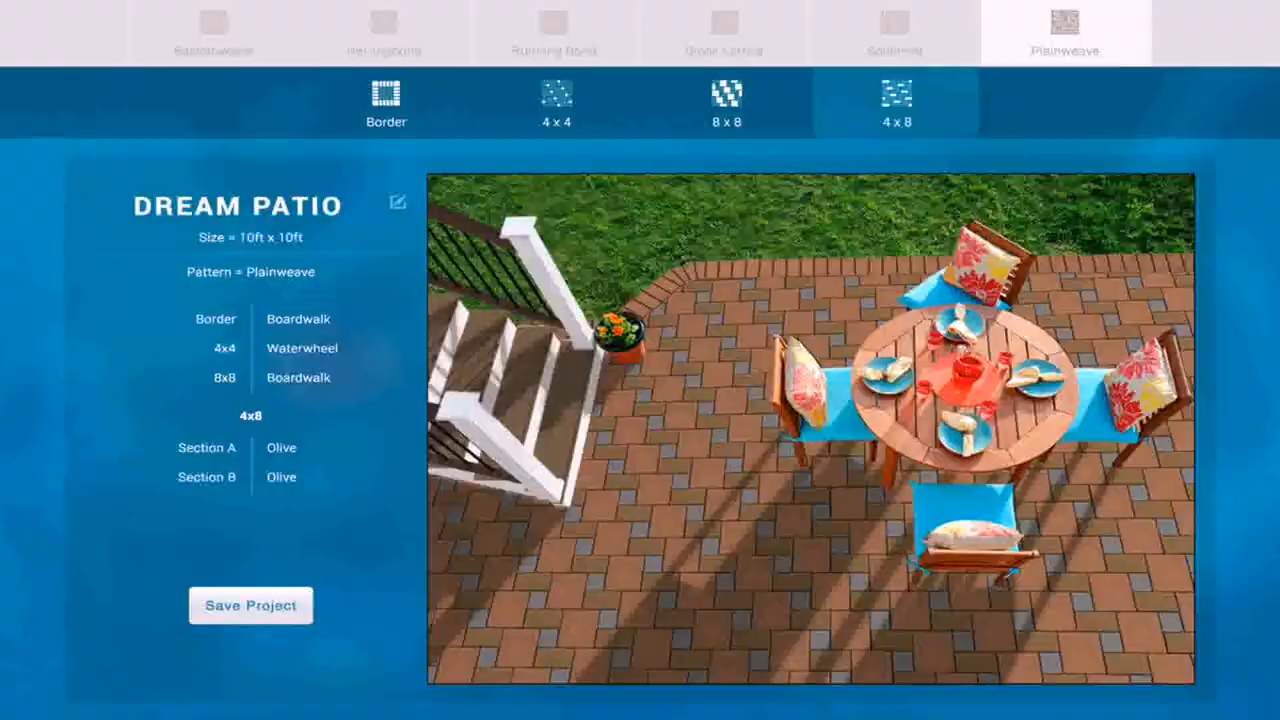 Basketweave
Herringbone
Running Bond
Soldiered
Plainweave
Border
4 x 4
8 x 8
4 x 8
DREAM PATIO
Size = 10ft x 10ft
Pattern = Plainweave
Border Boardwalk
4x4 Waterwheel
8x8 Boardwalk
4x8
Section A Olive
Section B Olive
Save Project